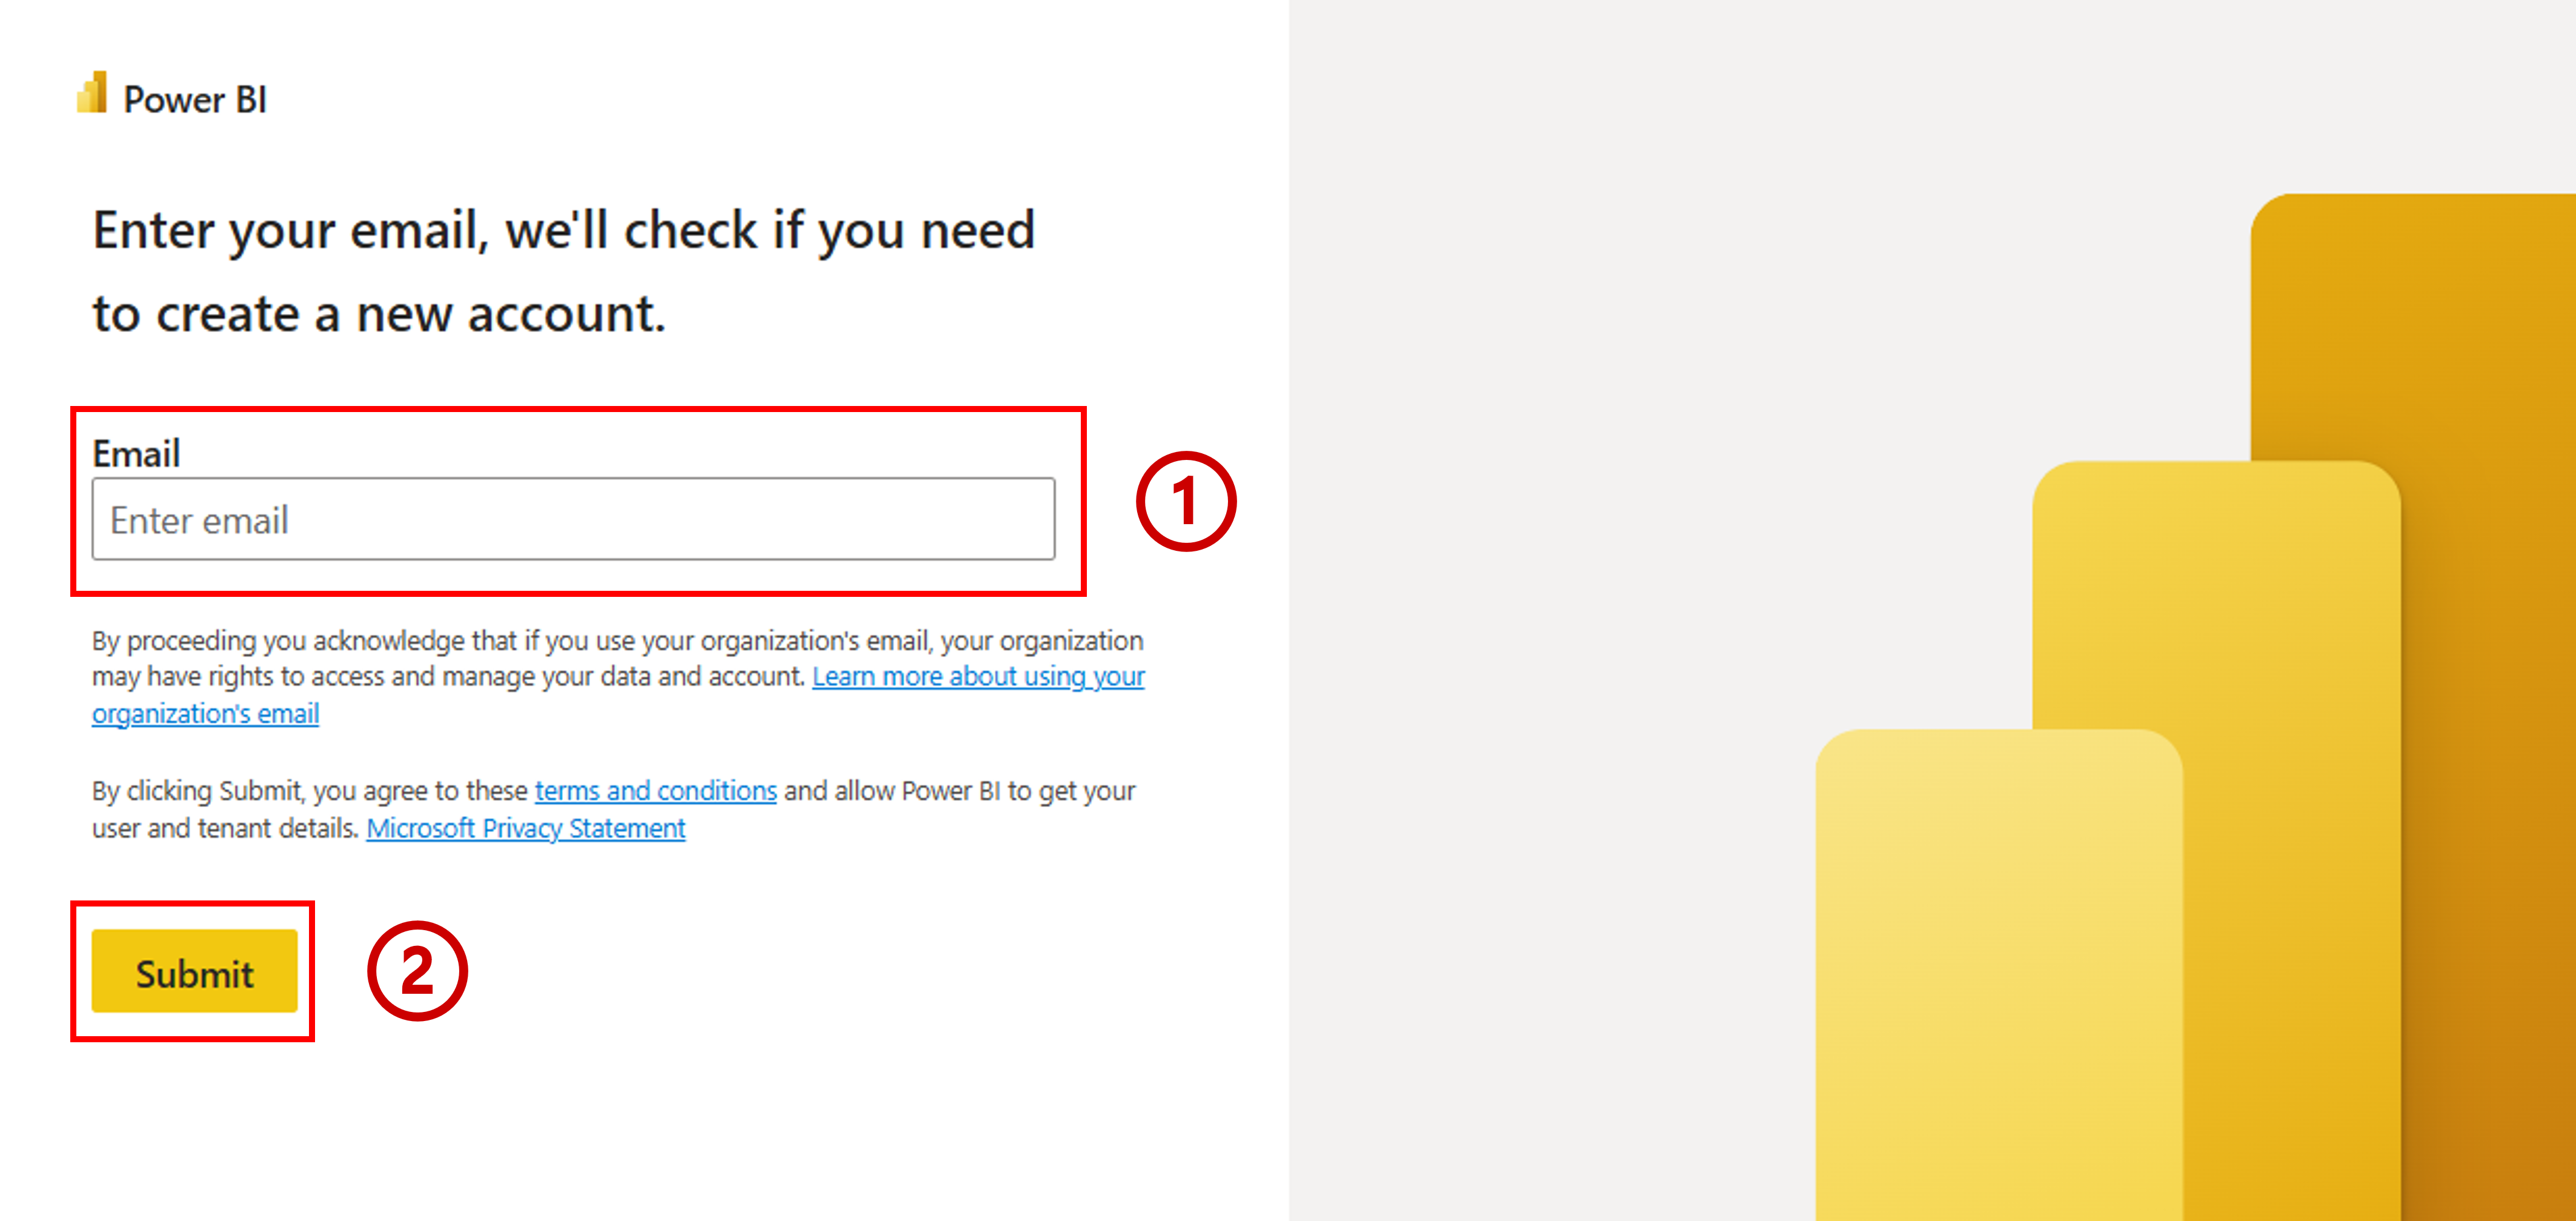 Power BI
Enter your email, we'll check if you need
to create a new account.
Email
Enter email
1
By proceeding you acknowledge that if you use your organization's email, your organization
may have rights to access and manage your data and account. Learn more about using your
organization's email
By clicking Submit, you agree to these terms and conditions and allow Power BI to get your
user and tenant details. Microsoft Privacy Statement
Submit
2